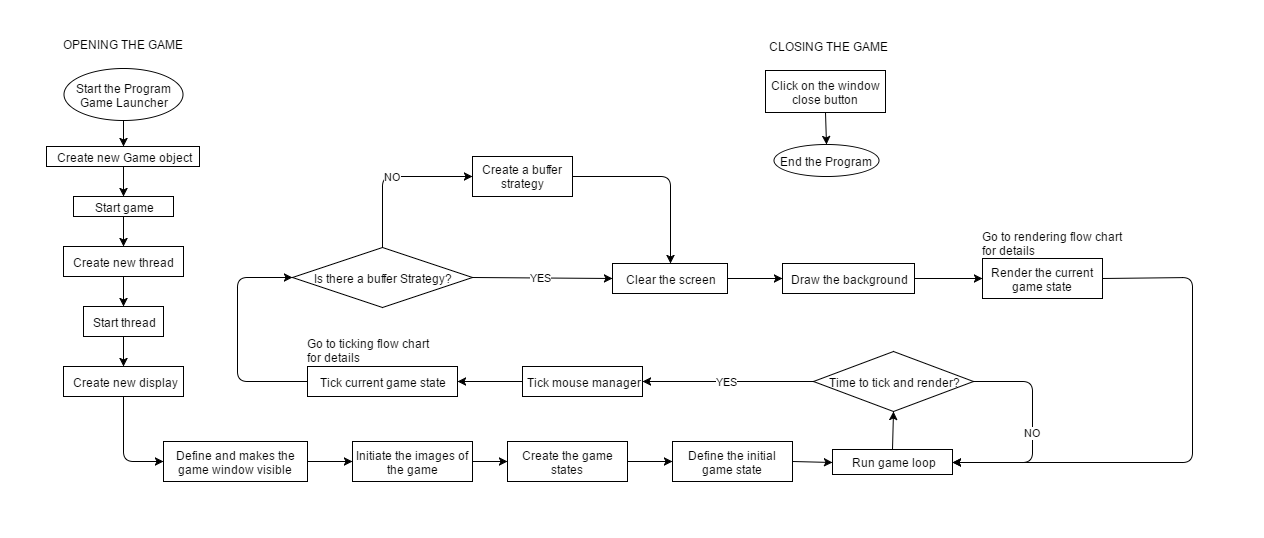 OPENING THE GAME
Start the Program
Game Launcher
Create new Game object
Start game
Create new thread
Start thread
Create new display
Define and makes the
game window visible
Initiate the images of
the game
Create the game
states
Define the initial
game state
Run game loop
Time to tick and render?
NO
YES
Tick mouse manager
Go to ticking flow chart
for details
Tick current game state
Is there a buffer Strategy?
NO
Create a buffer
strategy
YES
Clear the screen
Draw the background
Go to rendering flow chart
for details
Render the current
game state
CLOSING THE GAME
Click on the window
close button
End the Program